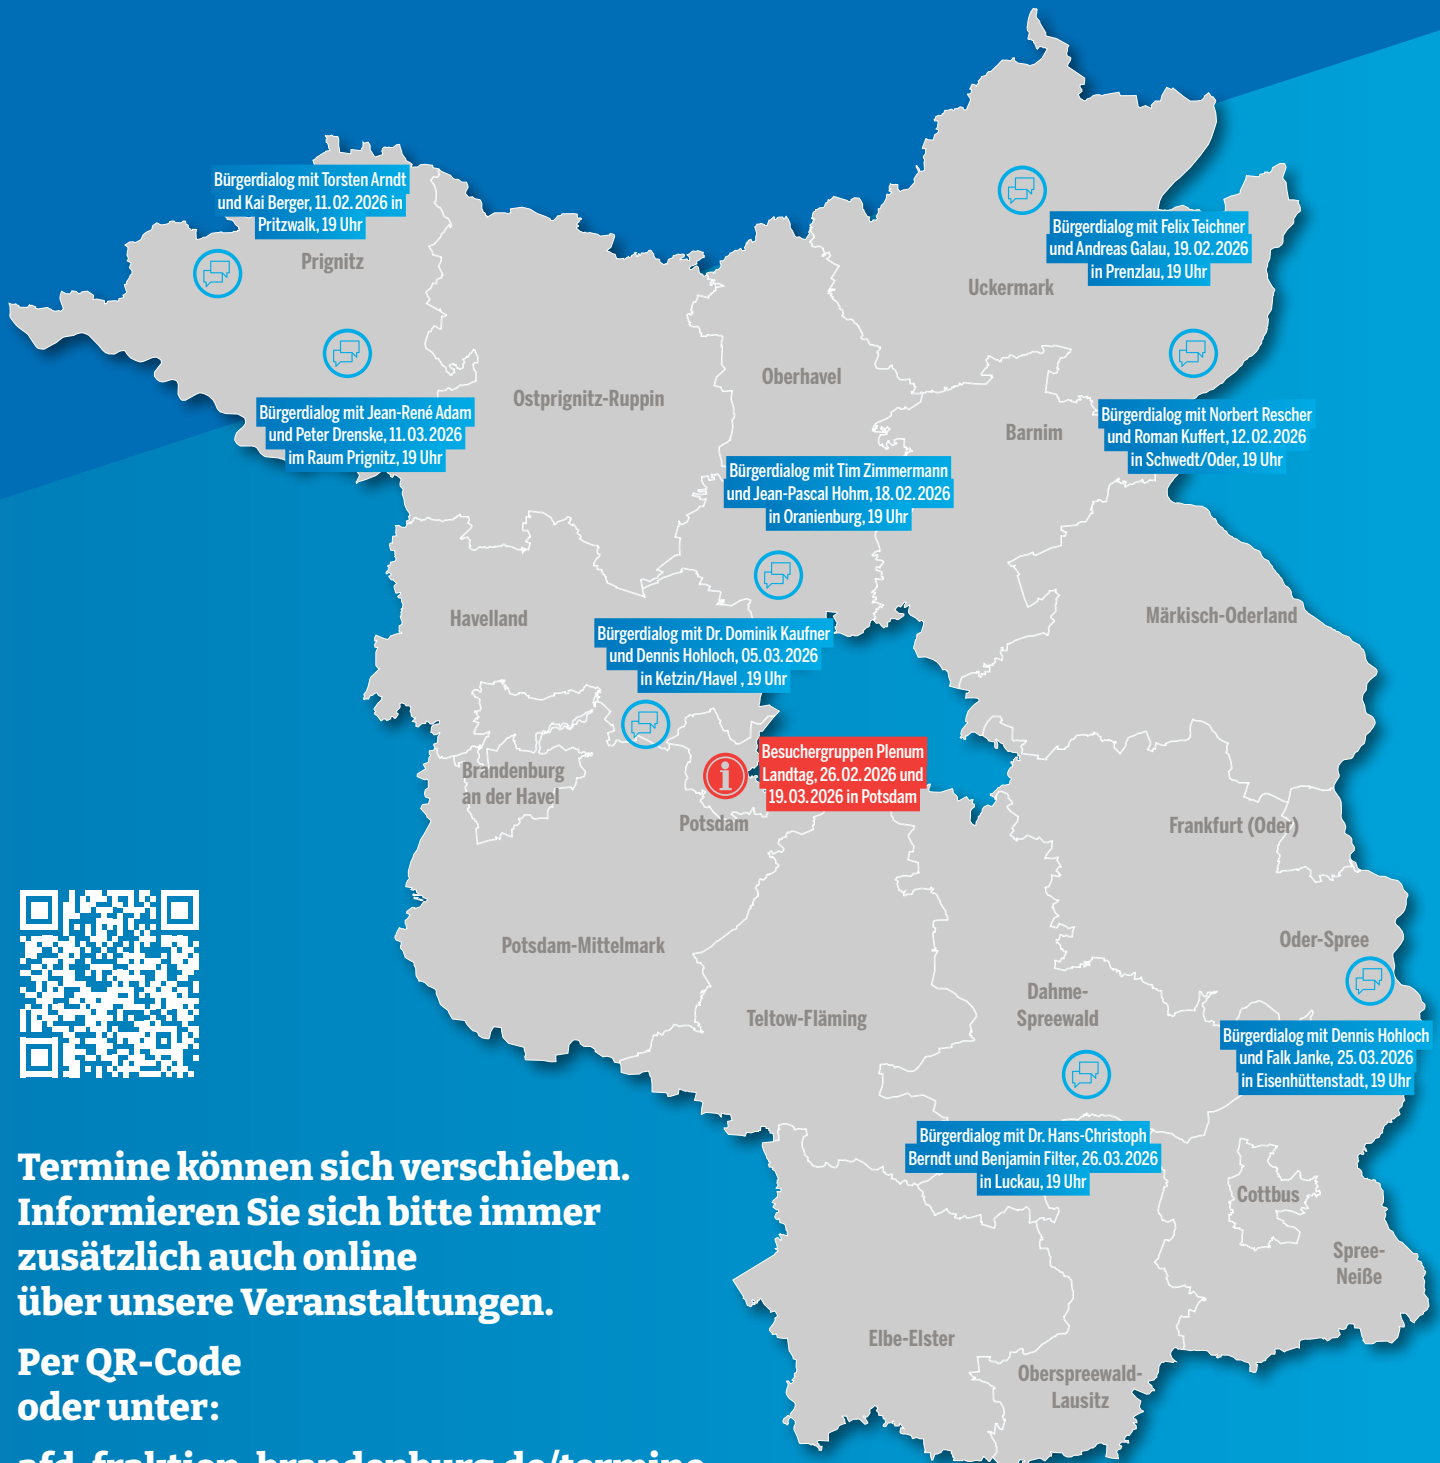 Bürgerdialog mit Torsten Arndt
und Kai Berger, 11.02.2026 in
Pritzwalk, 19 Uhr
Prignitz
Bürgerdialog mit Felix Teichner
und Andreas Galau, 19.02.2026
in Prenzlau, 19 Uhr
Uckermark
Bürgerdialog mit Jean-René Adam
und Peter Drenske, 11.03.2026
im Raum Prignitz, 19 Uhr
Ostprignitz-Ruppin
Oberhavel
Barnim
Bürgerdialog mit Norbert Rescher
und Roman Kuffert, 12.02.2026
in Schwedt/Oder, 19 Uhr
Bürgerdialog mit Tim Zimmermann
und Jean-Pascal Hohm, 18.02.2026
in Oranienburg, 19 Uhr
Havelland
Märkisch-Oderland
Bürgerdialog mit Dr. Dominik Kaufner
und Dennis Hohloch, 05.03.2026
in Ketzin/Havel , 19 Uhr
Brandenburg
an der Havel
Besuchergruppen Plenum
Landtag, 26.02.2026 und
19.03.2026 in Potsdam
Potsdam
Frankfurt (Oder)
Potsdam-Mittelmark
Oder-Spree
Teltow-Fläming
Dahme-
Spreewald
Bürgerdialog mit Dennis Hohloch
und Falk Janke, 25.03.2026
in Eisenhüttenstadt, 19 Uhr
Bürgerdialog mit Dr. Hans-Christoph
Berndt und Benjamin Filter, 26.03.2026
in Luckau, 19 Uhr
Cottbus
Spree-
Neiße
Elbe-Elster
Oberspreewald-
Lausitz
Termine können sich verschieben.
Informieren Sie sich bitte immer
zusätzlich auch online
über unsere Veranstaltungen.
Per QR-Code
oder unter:
afd-fraktion-brandenburg.de/termine